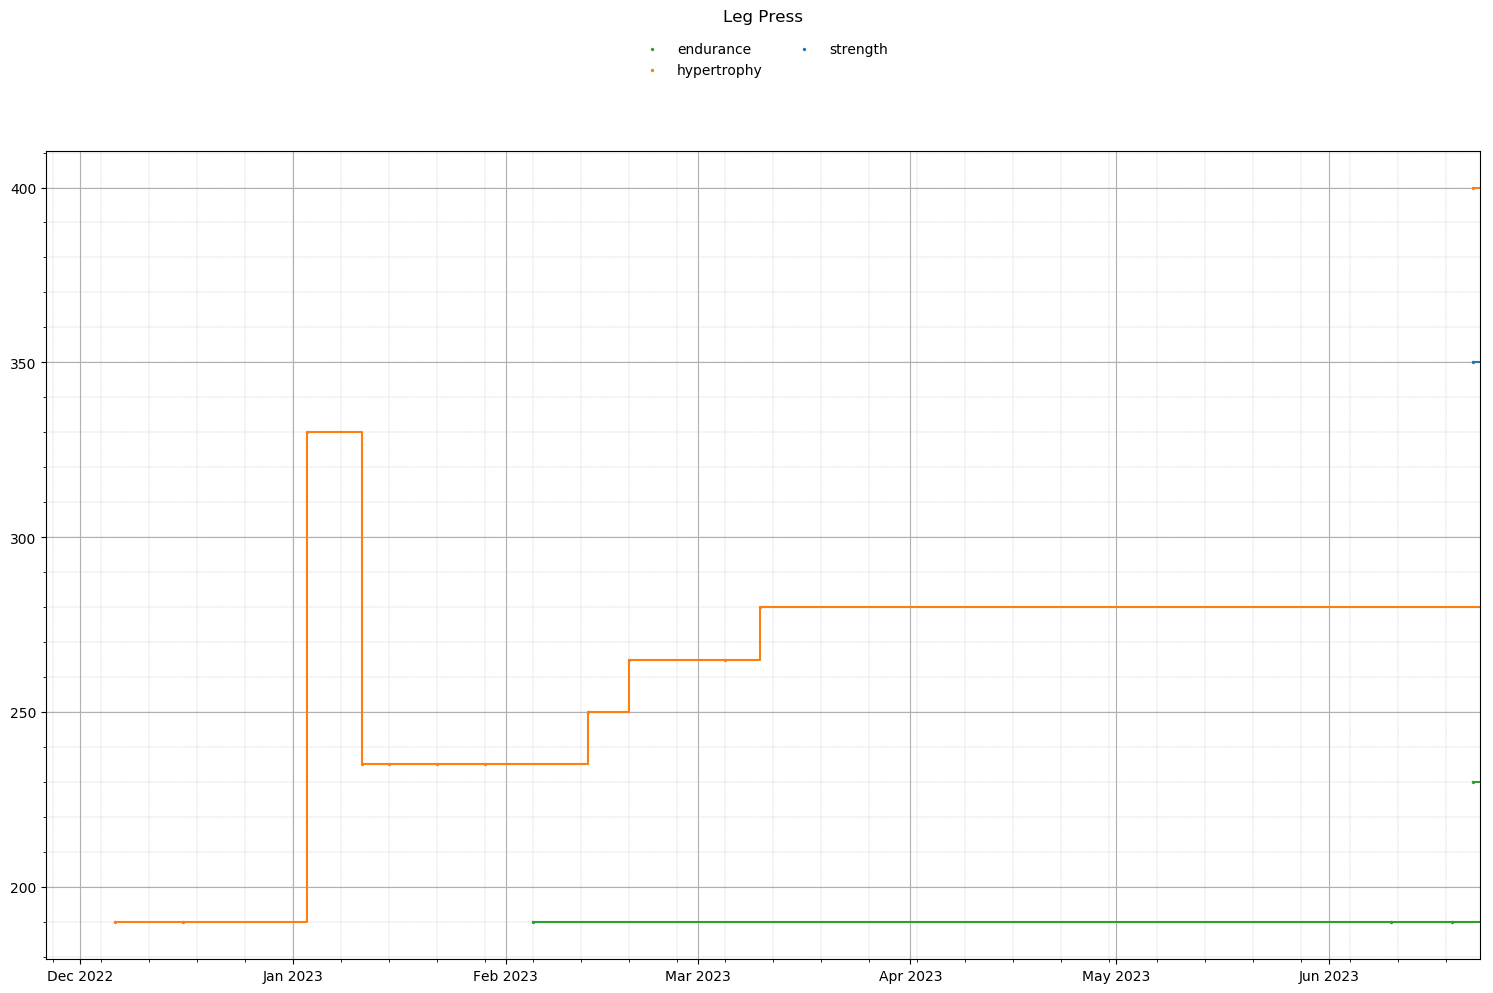 Leg Press
endurance
strength
hypertrophy
400
350
300
250
200
Dec 2022
Jan 2023
Feb 2023
Mar 2023
Apr 2023
May 2023
Jun 2023